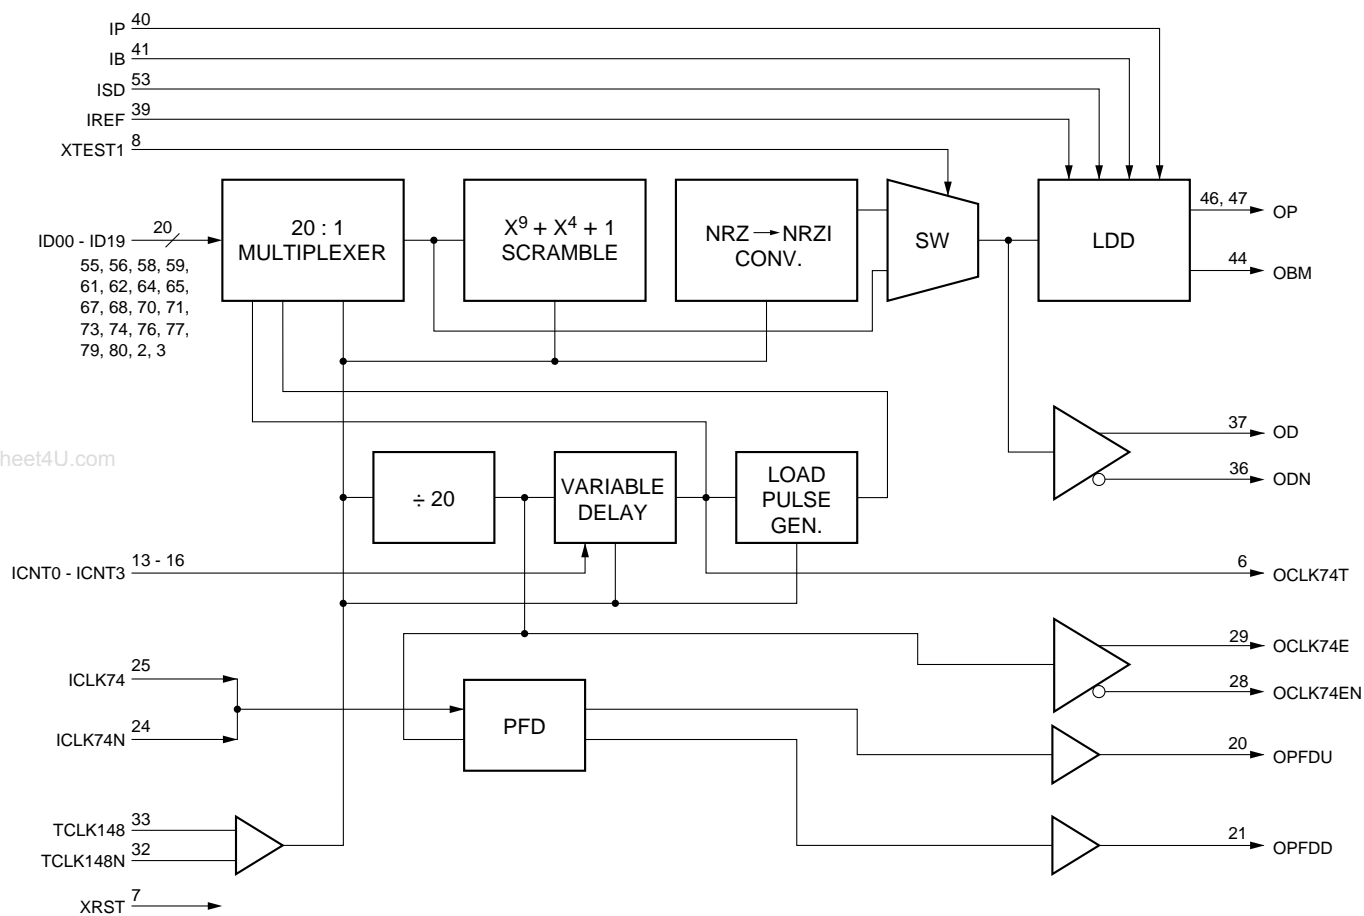 IP 40
IB 41
ISD 53
IREF 39
XTEST1 8
ID00 - ID19 20
55, 56, 58, 59,
61, 62, 64, 65,
67, 68, 70, 71,
73, 74, 76, 77,
79, 80, 2, 3
20 : 1
MULTIPLEXER
X9 + X4 + 1
SCRAMBLE
NRZ → NRZI
CONV.
SW
LDD
46, 47 OP
44 OBM
37 OD
36 ODN
heet4U.com
÷ 20
VARIABLE
DELAY
LOAD
PULSE
GEN.
ICNT0 - ICNT3 13 - 16
6 OCLK74T
29 OCLK74E
28 OCLK74EN
ICLK74 25
ICLK74N 24
PFD
20 OPFDU
21 OPFDD
TCLK148 33
TCLK148N 32
XRST 7